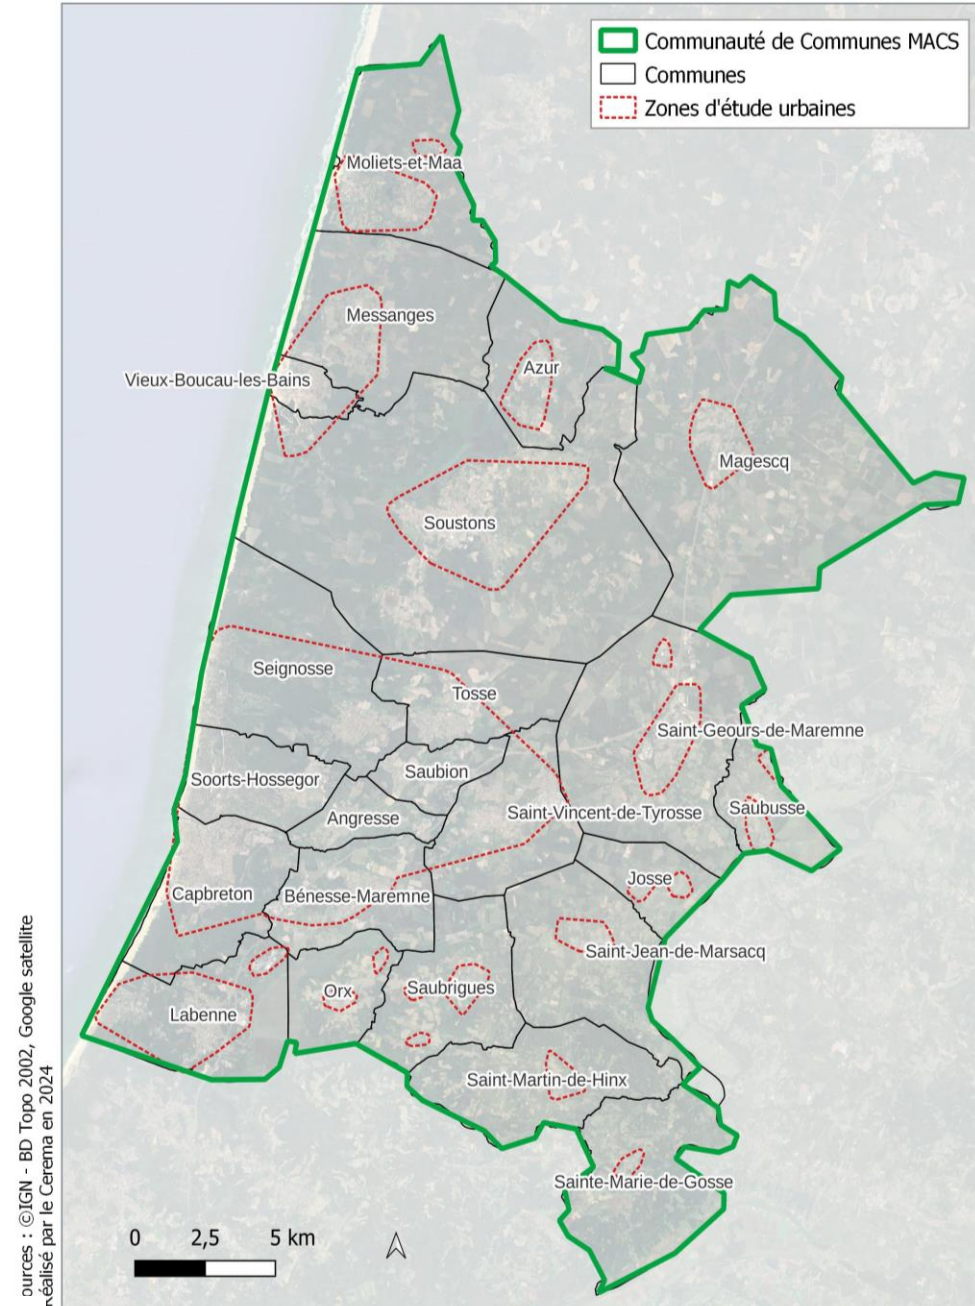 Communauté de Communes MACS
Communes
Zones d'étude urbaines
Moliets-et-Maa
Messanges
Azur
Vieux-Boucau-les-Bains
Magescq
Soustons
Seignosse
Tosse
Saint-Geours-de-Maremne
Soorts-Hossegor
Saubion
Angresse
Saint-Vincent-de-Tyrosse
Saubusse
Josse
Capbreton
Bénesse-Maremne
Saint-Jean-de-Marsacq
Orx
Saubrigues
Labenne
Saint-Martin-de-Hinx
Sainte-Marie-de-Gosse
0 2,5 5 km
ources : ©IGN - BD Topo 2002, Google satellite
Réalisé par le Cerema en 2024